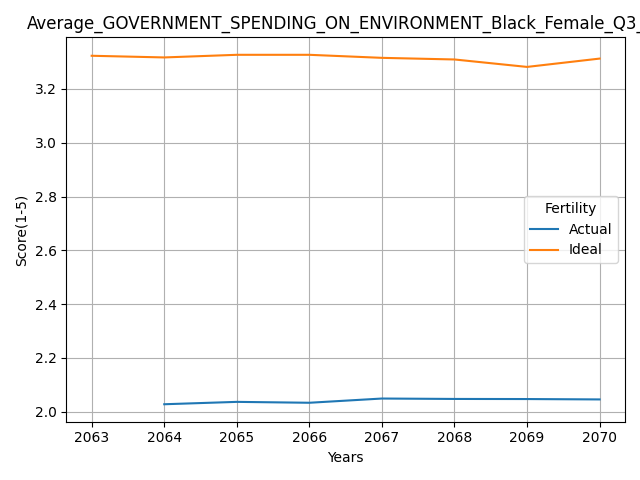 Average_GOVERNMENT_SPENDING_ON_ENVIRONMENT_Black_Female_Q3_
3.2
3.0
2.8
2.6
2.4
2.2
2.0
Score(1-5)
Fertility
Actual
Ideal
2063 2064 2065 2066 2067 2068 2069 2070
Years